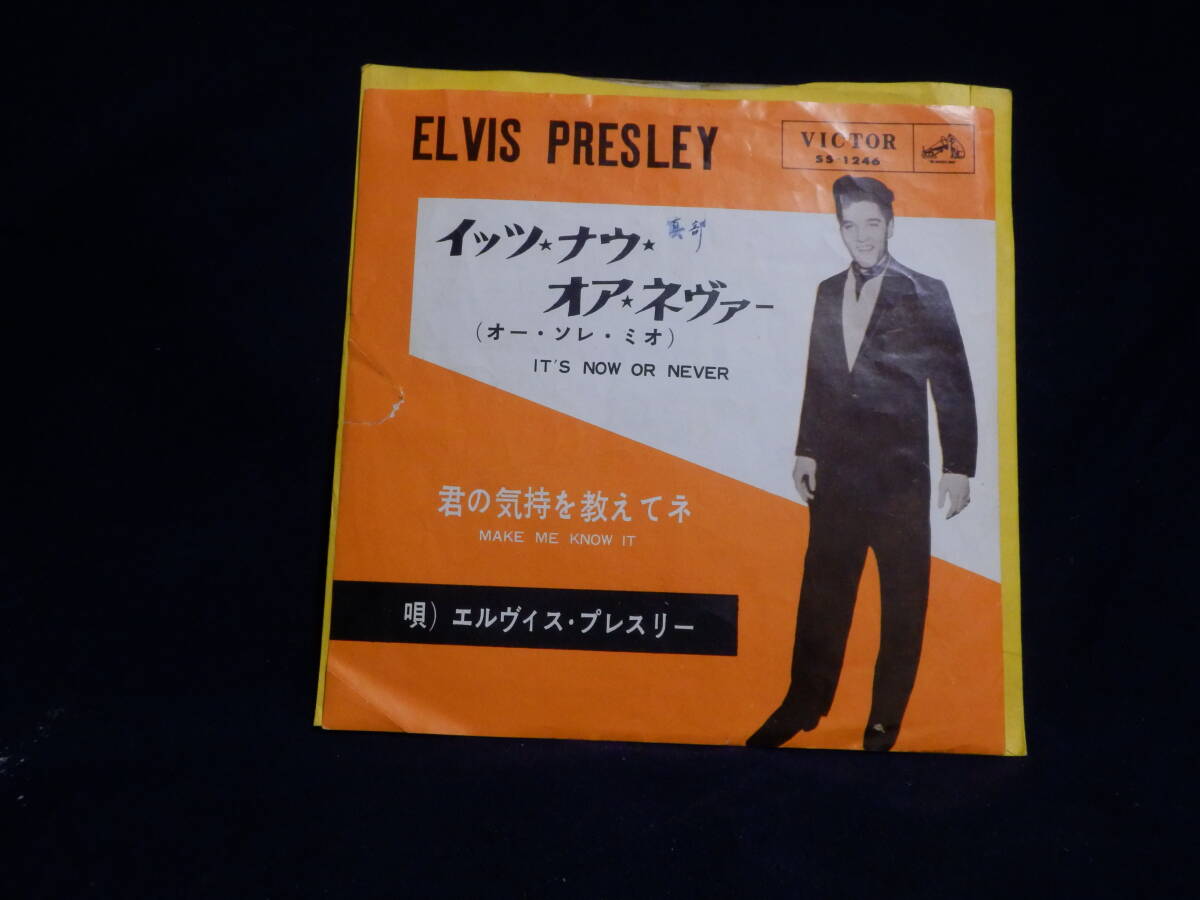 ELVIS PRESLEY
VICTOR
SS-1246
イッツ★ナウ★
真部
オア★ネヴァー
(オー・ソレ・ミオ)
IT'S NOW OR NEVER
君の気持を教えてネ
MAKE ME KNOW IT
唄) エルヴィス・プレスリー